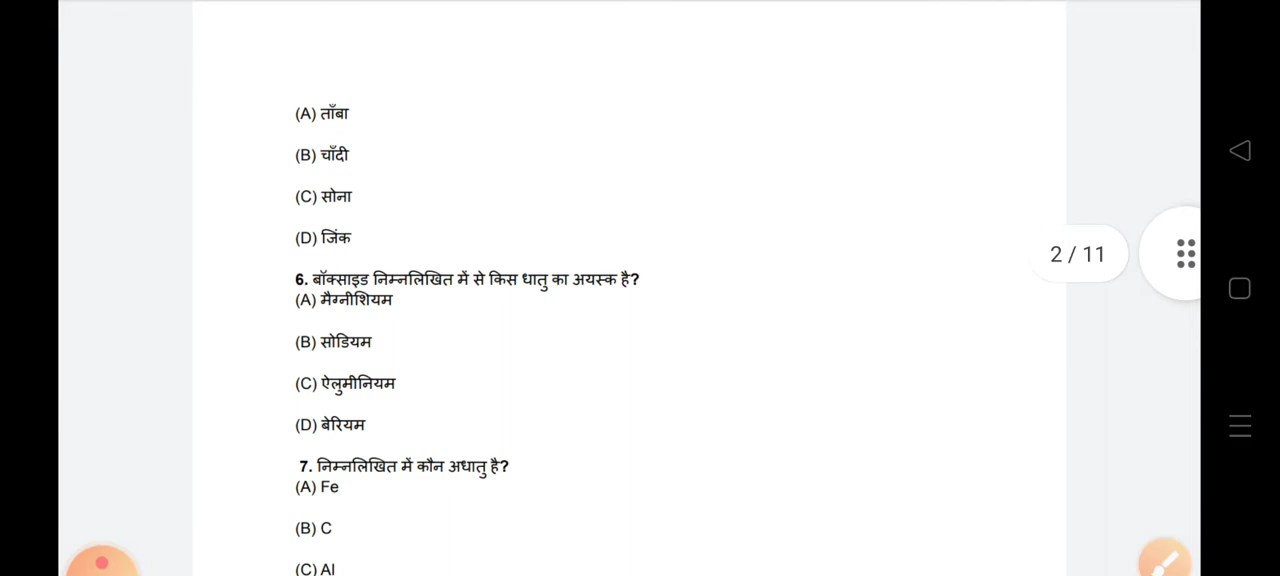 (A) ताँबा
(B) चाँदी
(C) सोना
(D) जिंक
6. बॉक्साइड निम्नलिखित में से किस धातु का अयस्क है?
(A) मैग्नीशियम
(B) सोडियम
(C) ऐलुमीनियम
(D) बेरियम
7. निम्नलिखित में कौन अधातु है?
(A) Fe
(B) C
(C) Al
2 / 11